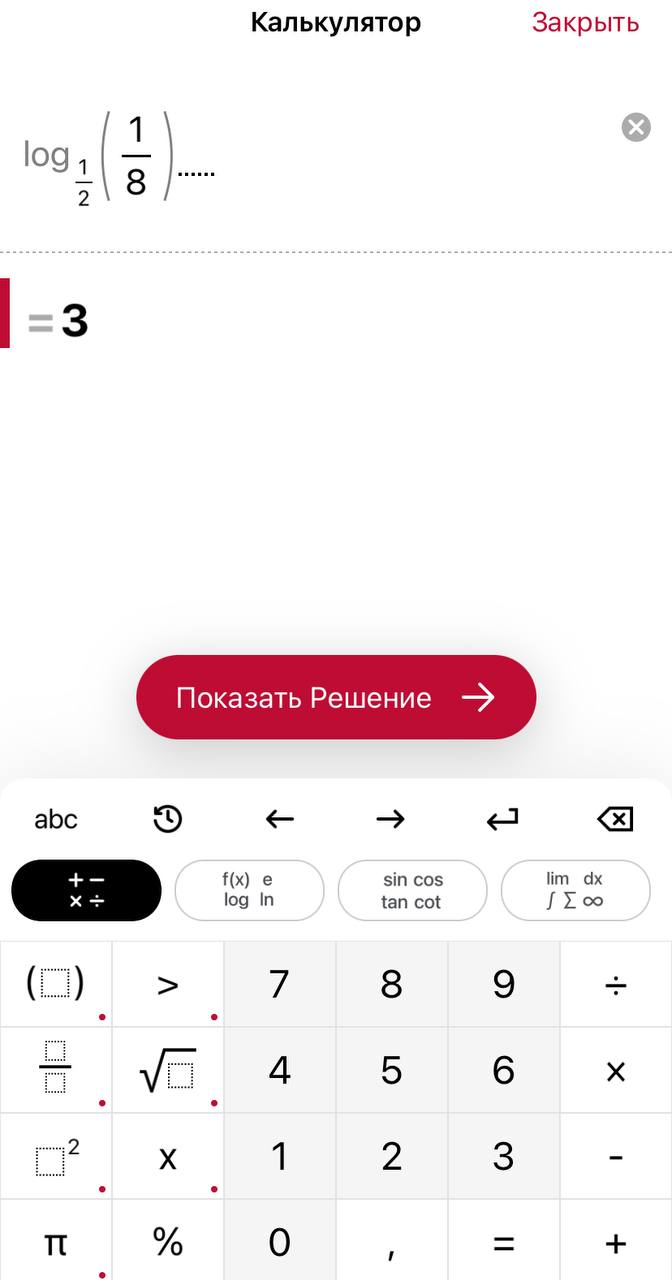 Калькулятор Закрыть
log 1/2 (1/8)......
=3
Показать Решение →
abc ← →
+ − × ÷
f(x) e log ln
sin cos tan cot
lim dx ∫ ∑ ∞
(□) > 7 8 9 ÷
□/□ √□ 4 5 6 ×
□² x 1 2 3 -
π % 0 , = +